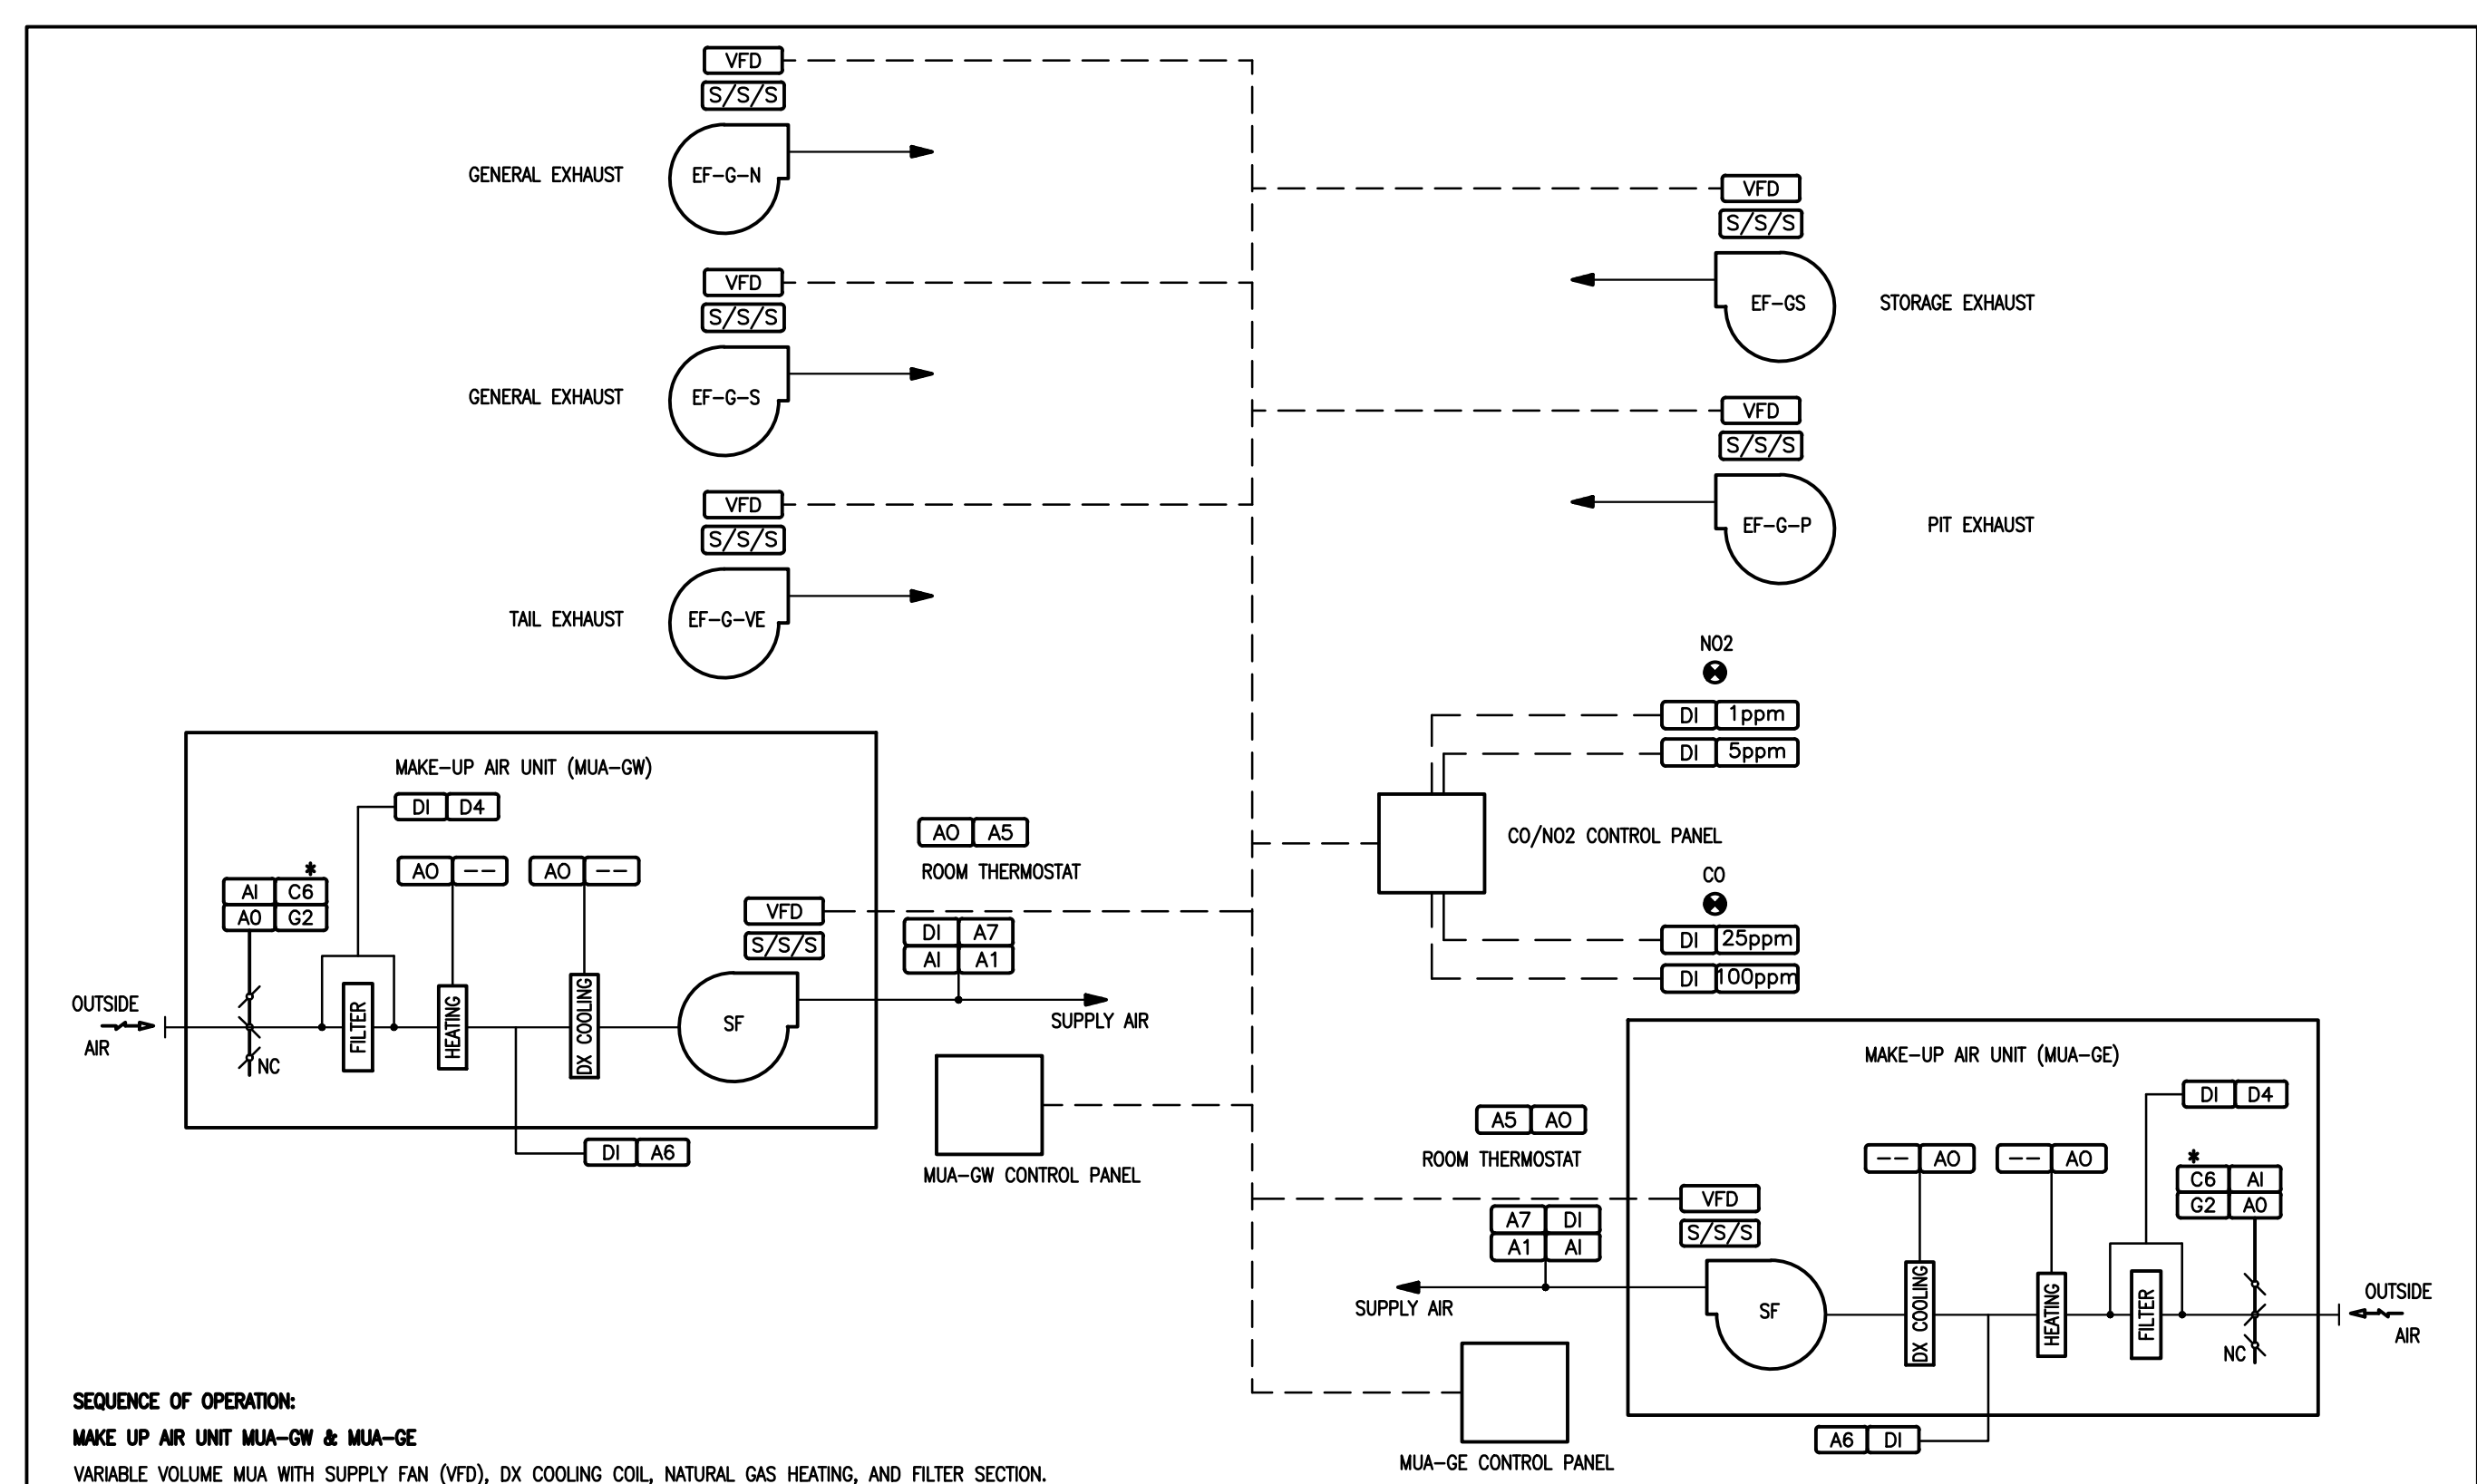 VFD
S/S/S
EF-G-N
GENERAL EXHAUST
VFD
S/S/S
EF-G-S
GENERAL EXHAUST
VFD
S/S/S
EF-G-VE
TAIL EXHAUST
VFD
S/S/S
EF-GS
STORAGE EXHAUST
VFD
S/S/S
EF-G-P
PIT EXHAUST
NO2
DI 1ppm
DI 5ppm
CO/NO2 CONTROL PANEL
CO
DI 25ppm
DI 100ppm
MAKE-UP AIR UNIT (MUA-GW)
DI D4
*
AI C6
AO G2
AO --
AO --
VFD
S/S/S
AO A5
ROOM THERMOSTAT
DI A7
AI A1
OUTSIDE
AIR
NC
FILTER
HEATING
DX COOLING
SF
SUPPLY AIR
DI A6
MUA-GW CONTROL PANEL
MAKE-UP AIR UNIT (MUA-GE)
DI D4
A5 AO
ROOM THERMOSTAT
-- AO
-- AO
*
C6 AI
G2 AO
VFD
S/S/S
A7 DI
A1 AI
SUPPLY AIR
SF
DX COOLING
HEATING
FILTER
NC
OUTSIDE
AIR
A6 DI
MUA-GE CONTROL PANEL
SEQUENCE OF OPERATION:
MAKE UP AIR UNIT MUA-GW & MUA-GE
VARIABLE VOLUME MUA WITH SUPPLY FAN (VFD), DX COOLING COIL, NATURAL GAS HEATING, AND FILTER SECTION.